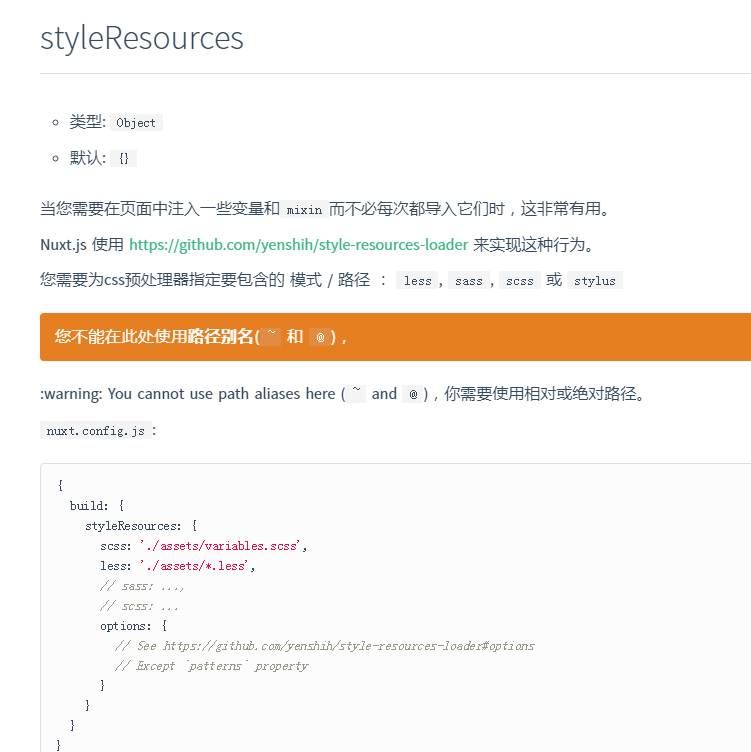 styleResources
类型: Object
默认: {}
当您需要在页面中注入一些变量和 mixin 而不必每次都导入它们时，这非常有用。
Nuxt.js 使用 https://github.com/yenshih/style-resources-loader 来实现这种行为。
您需要为css预处理器指定要包含的 模式 / 路径 ： less, sass, scss 或 stylus
您不能在此处使用路径别名(~ 和 @)，
:warning: You cannot use path aliases here (~ and @)，你需要使用相对或绝对路径。
nuxt.config.js：
{
  build: {
    styleResources: {
      scss: './assets/variables.scss',
      less: './assets/*.less',
      // sass: ...,
      // scss: ...
      options: {
        // See https://github.com/yenshih/style-resources-loader#options
        // Except `patterns` property
      }
    }
  }
}